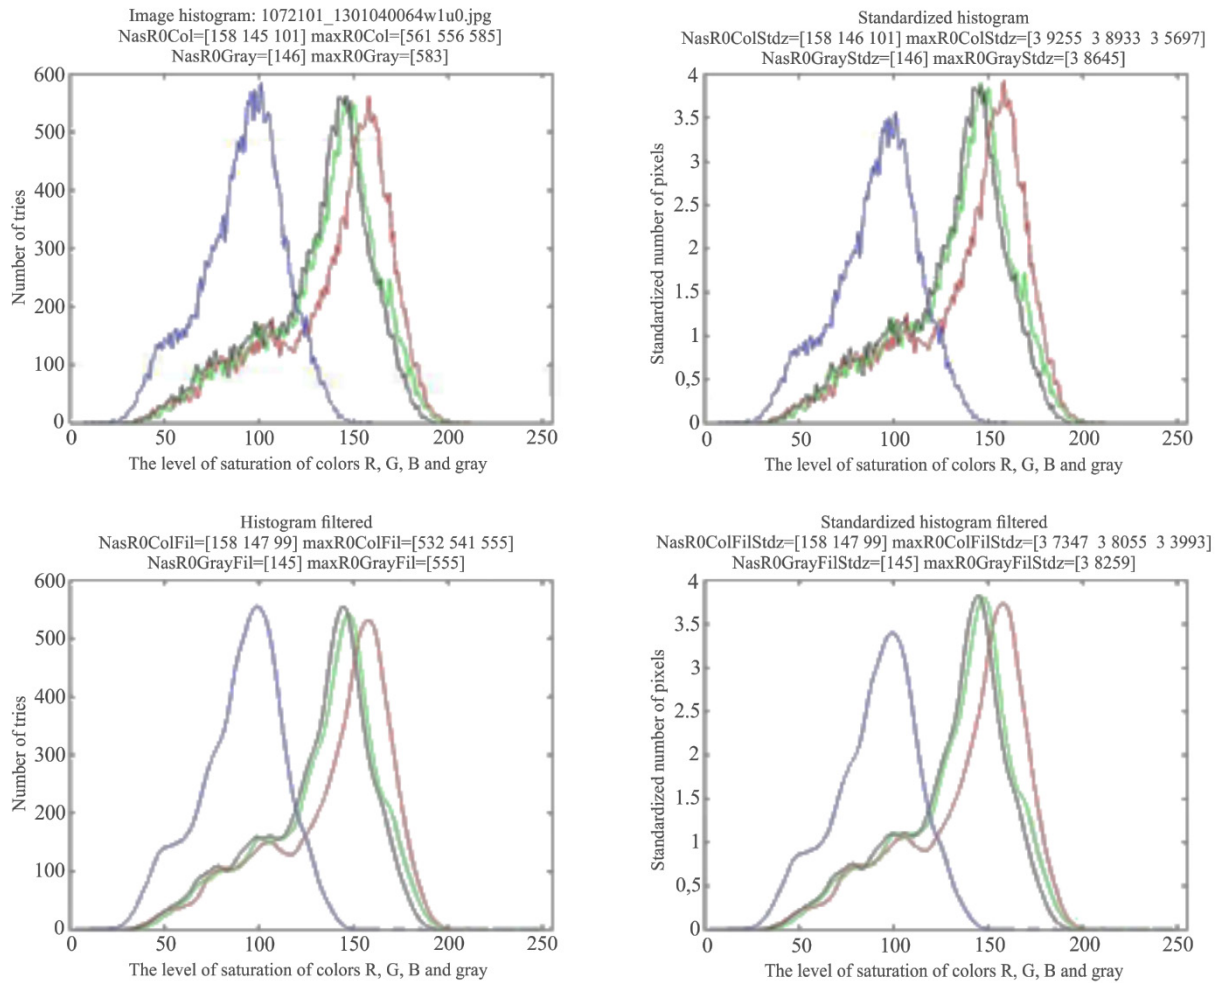 Image histogram: 1072101_1301040064w1u0.jpg
NasR0Col=[158 145 101] maxR0Col=[561 556 585]
NasR0Gray=[146] maxR0Gray=[583]
600
500
400
300
200
100
0
Number of tries
0 50 100 150 200 250
The level of saturation of colors R, G, B and gray
Standardized histogram
NasR0ColStdz=[158 146 101] maxR0ColStdz=[3 9255 3 8933 3 5697]
NasR0GrayStdz=[146] maxR0GrayStdz=[3 8645]
4
3.5
3
2.5
2
1.5
1
0,5
0
Standardized number of pixels
0 50 100 150 200 250
The level of saturation of colors R, G, B and gray
Histogram filtered
NasR0ColFil=[158 147 99] maxR0ColFil=[532 541 555]
NasR0GrayFil=[145] maxR0GrayFil=[555]
600
500
400
300
200
100
0
Number of tries
0 50 100 150 200 250
The level of saturation of colors R, G, B and gray
Standardized histogram filtered
NasR0ColFilStdz=[158 147 99] maxR0ColFilStdz=[3 7347 3 8055 3 3993]
NasR0GrayFilStdz=[145] maxR0GrayFilStdz=[3 8259]
4
3.5
3
2.5
2
1.5
1
0,5
0
Standardized number of pixels
0 50 100 150 200 250
The level of saturation of colors R, G, B and gray